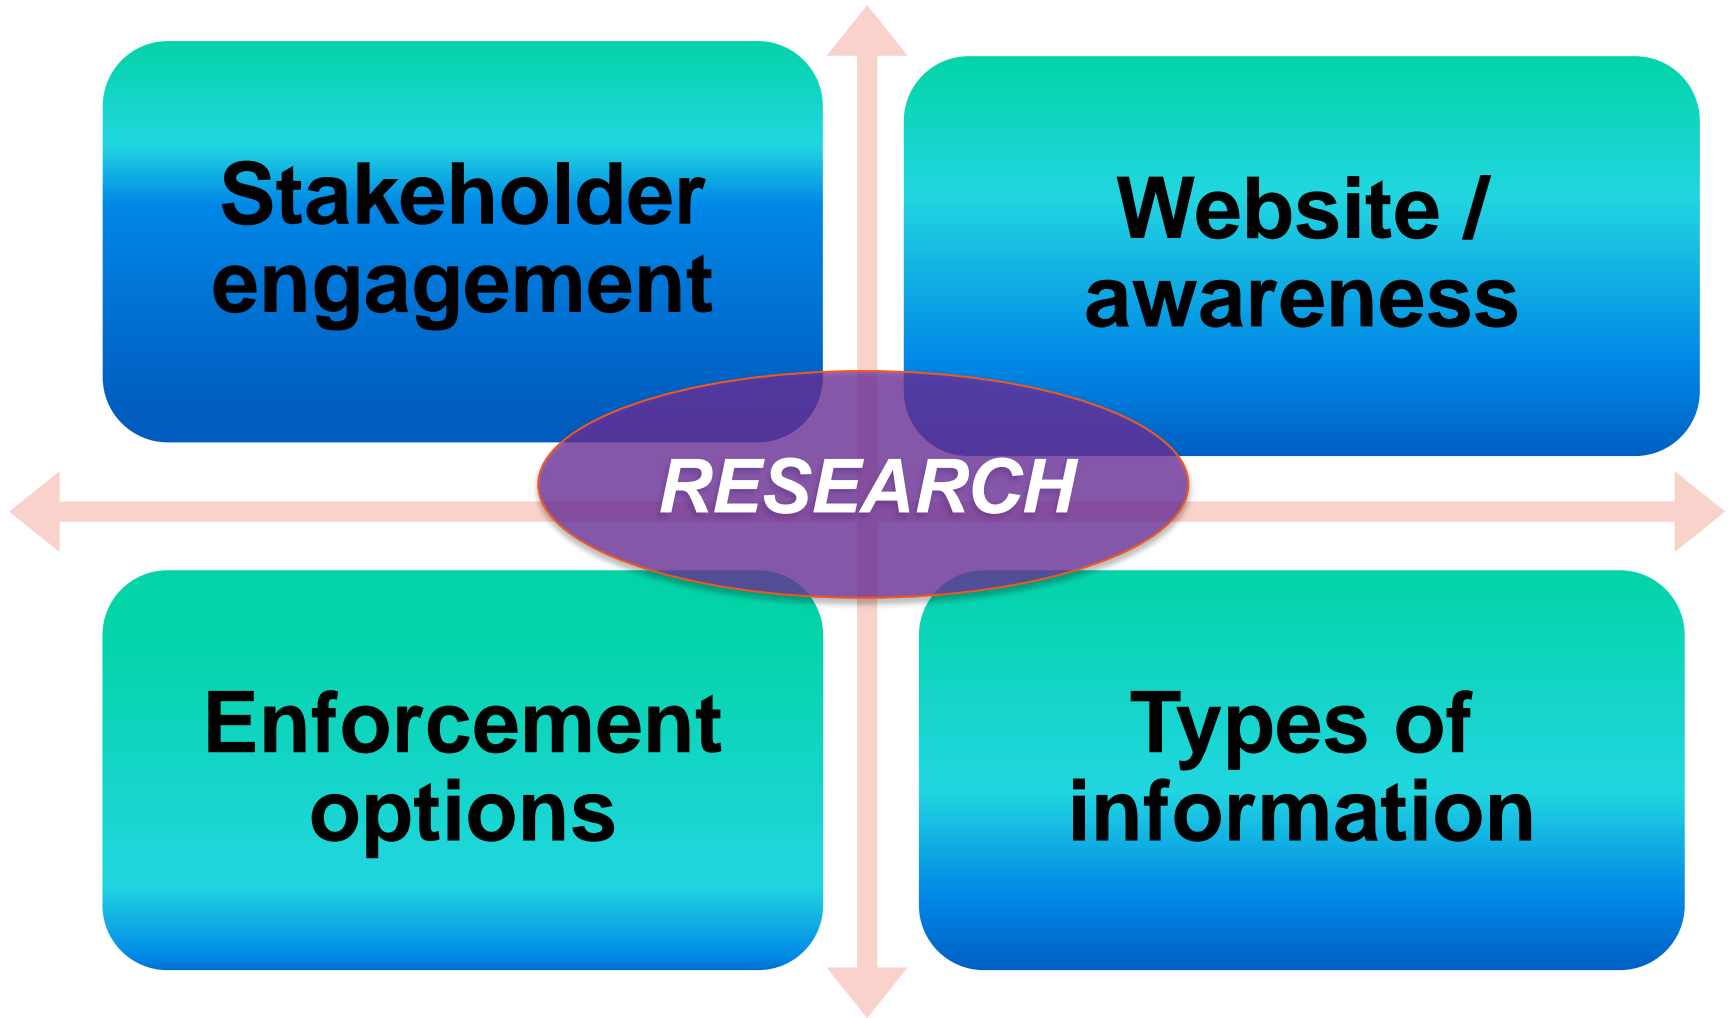 Stakeholder
engagement
Website /
awareness
RESEARCH
Enforcement
options
Types of
information